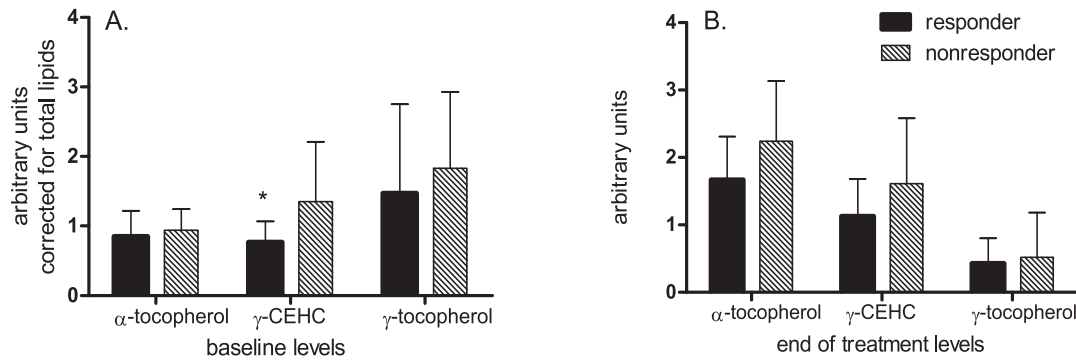 A.
4
3
2
1
0
arbitrary units
corrected for total lipids
*
α-tocopherol γ-CEHC γ-tocopherol
baseline levels
B.
responder
nonresponder
4
3
2
1
0
arbitrary units
α-tocopherol γ-CEHC γ-tocopherol
end of treatment levels